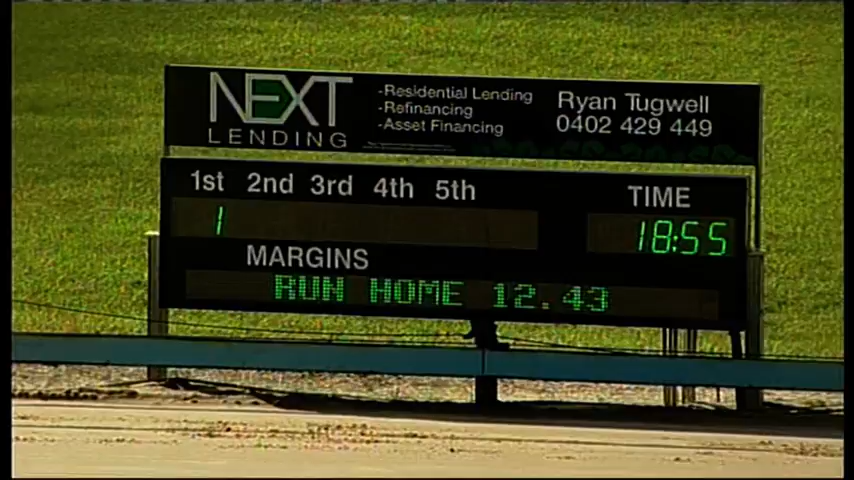 NEXT
LENDING
-Residential Lending
-Refinancing
-Asset Financing
Ryan Tugwell
0402 429 449
1st 2nd 3rd 4th 5th TIME
1 18:55
MARGINS
RUN HOME 12.43